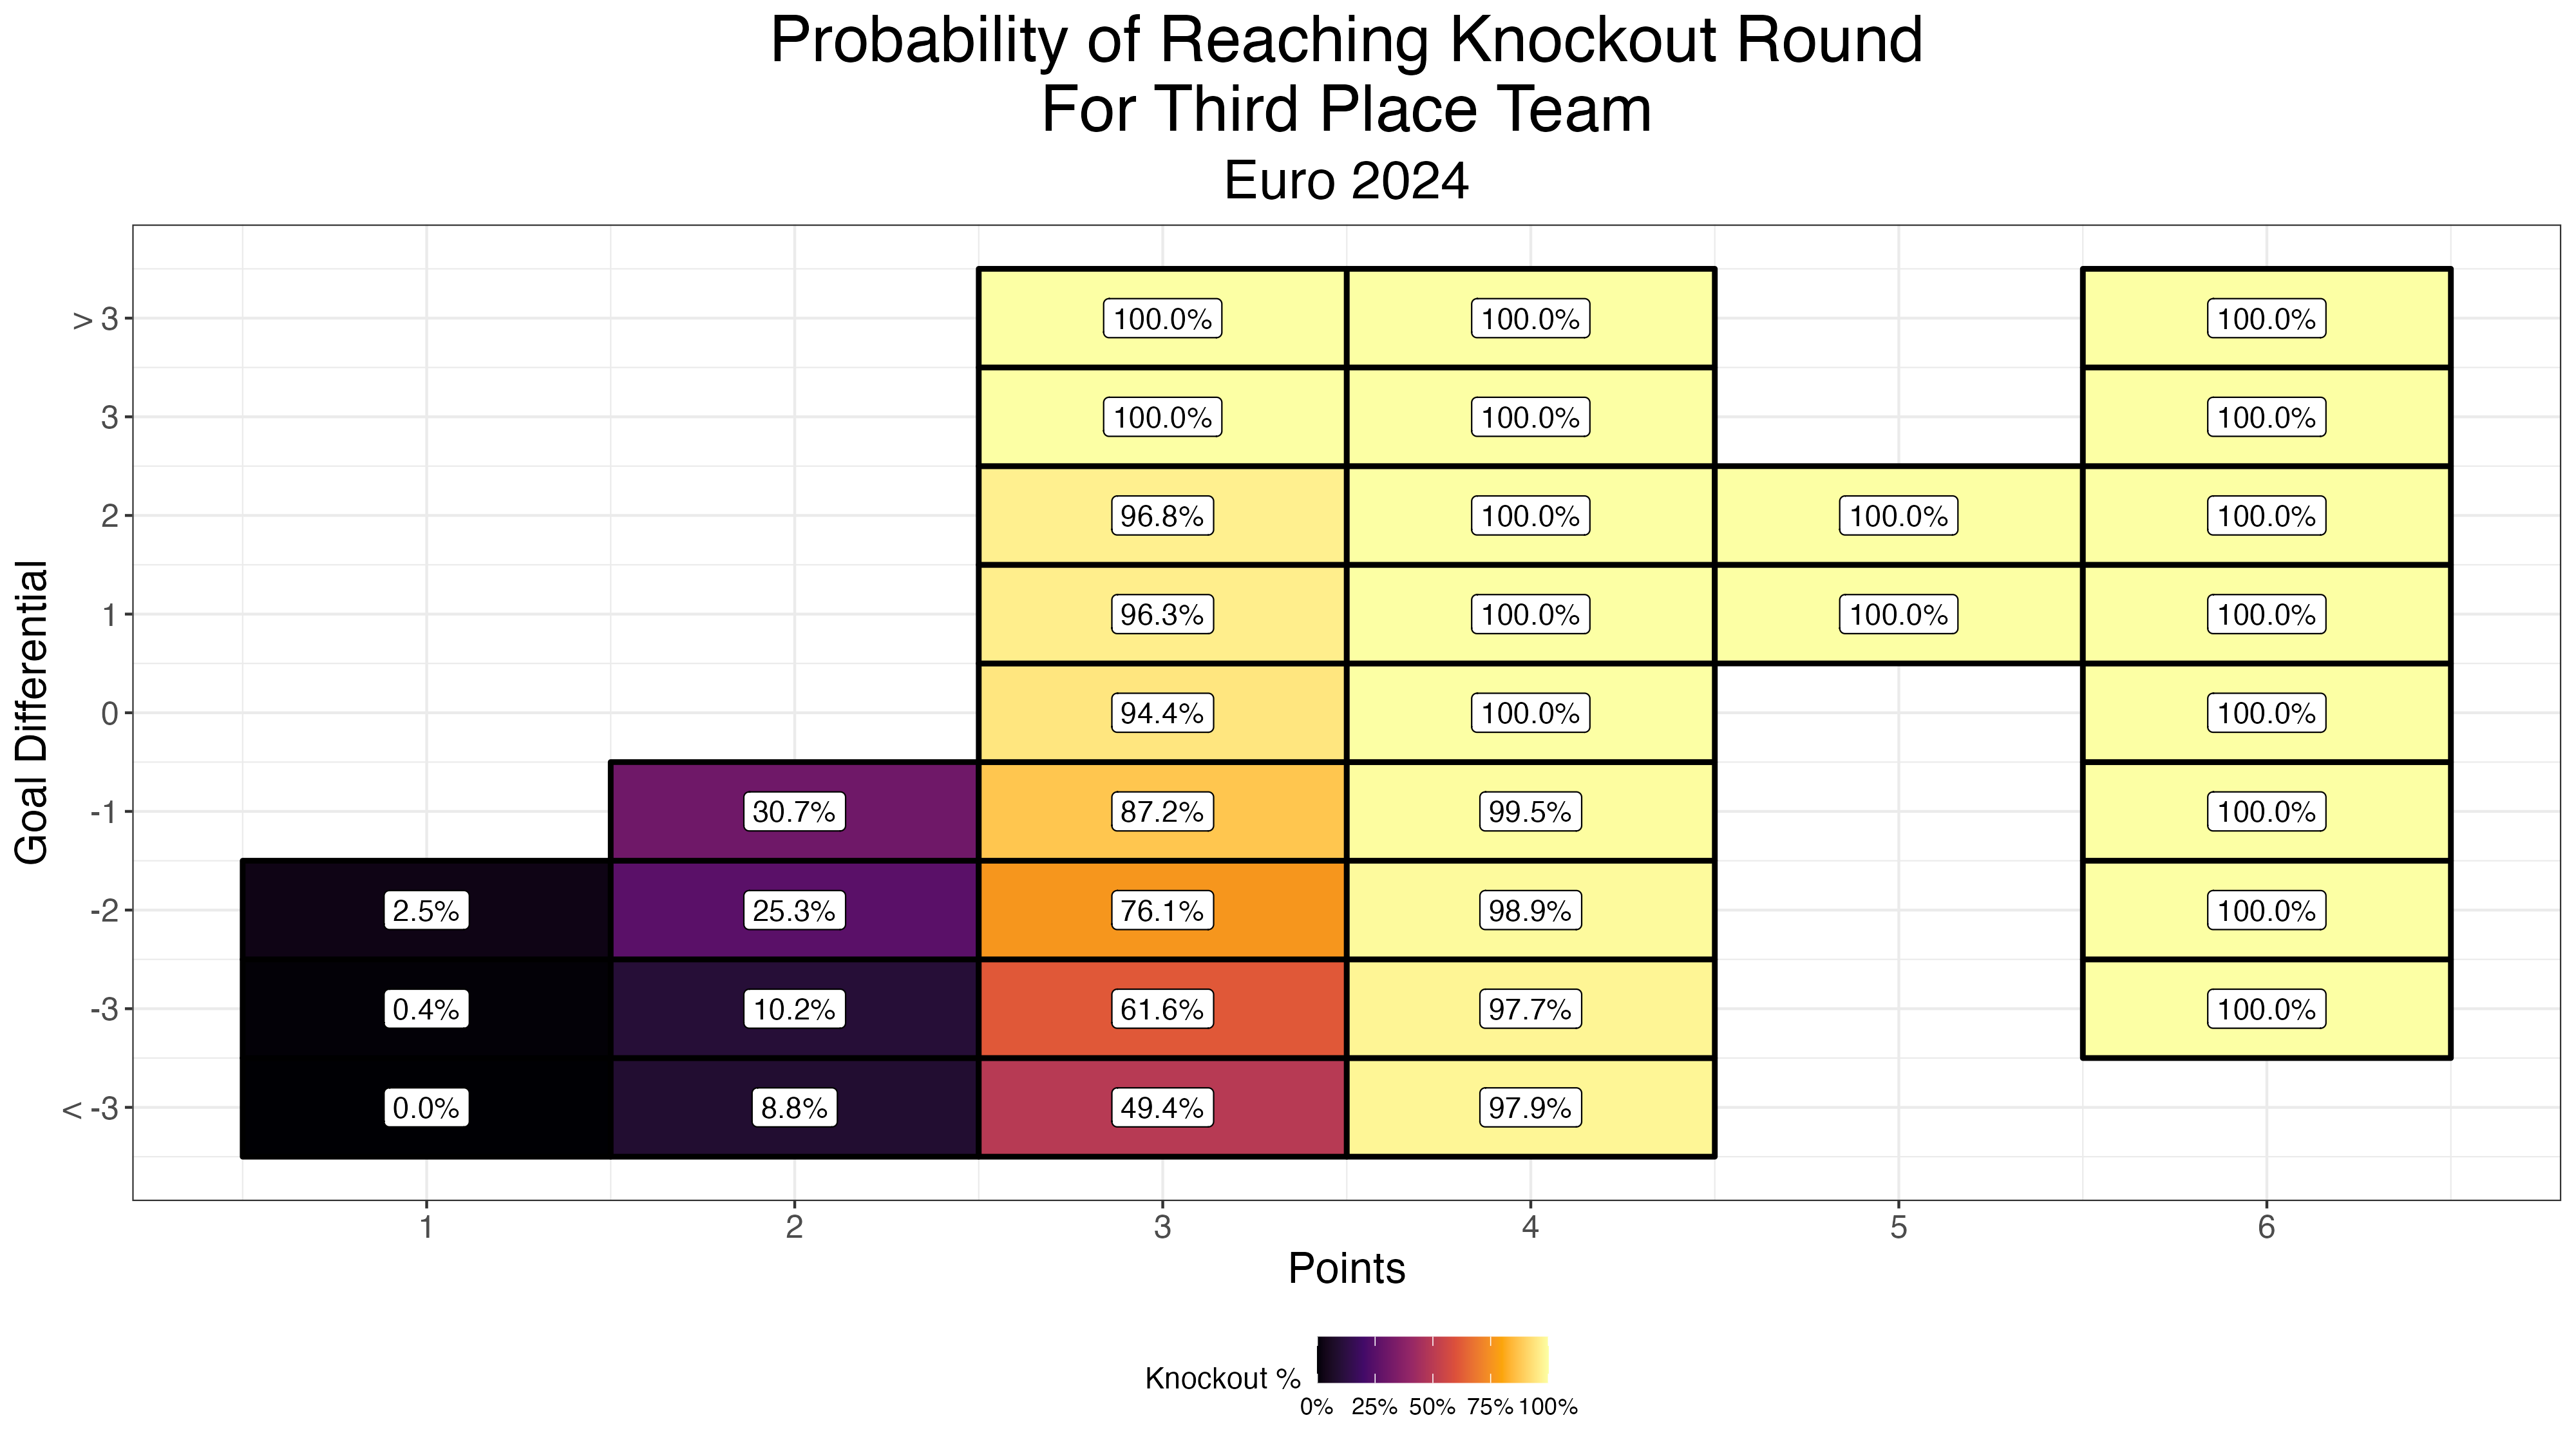 Probability of Reaching Knockout Round
For Third Place Team
Euro 2024
Goal Differential
> 3 100.0% 100.0% 100.0%
3 100.0% 100.0% 100.0%
2 96.8% 100.0% 100.0% 100.0%
1 96.3% 100.0% 100.0% 100.0%
0 94.4% 100.0% 100.0%
-1 30.7% 87.2% 99.5% 100.0%
-2 2.5% 25.3% 76.1% 98.9% 100.0%
-3 0.4% 10.2% 61.6% 97.7% 100.0%
< -3 0.0% 8.8% 49.4% 97.9%
1 2 3 4 5 6
Points
Knockout %
0% 25% 50% 75% 100%